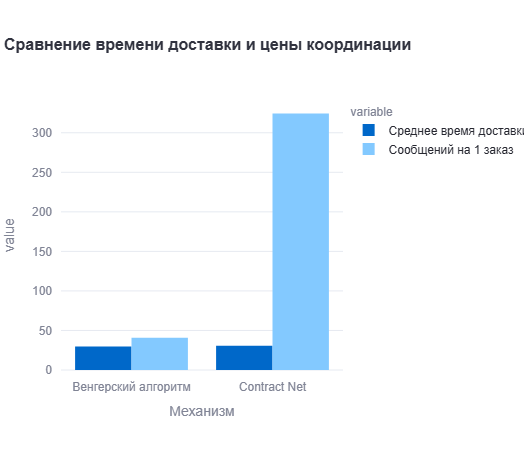 Сравнение времени доставки и цены координации
variable
Среднее время доставки
Сообщений на 1 заказ
300
250
200
150
100
50
0
value
Венгерский алгоритм
Contract Net
Механизм